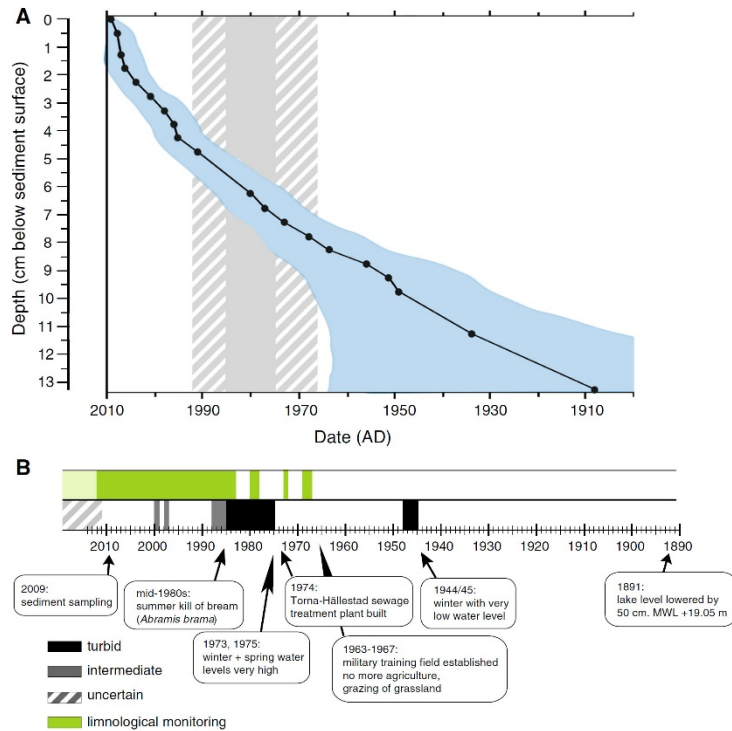 A
0
1
2
3
4
5
6
7
8
9
10
11
12
13
Depth (cm below sediment surface)
2010
1990
1970
1950
1930
1910
Date (AD)
B
2010 2000 1990 1980 1970 1960 1950 1940 1930 1920 1910 1900 1890
2009:
sediment sampling
mid-1980s:
summer kill of bream
(Abramis brama)
1974:
Torna-Hällestad sewage
treatment plant built
1944/45:
winter with very
low water level
1891:
lake level lowered by
50 cm. MWL +19.05 m
1973, 1975:
winter + spring water
levels very high
1963-1967:
military training field established
no more agriculture,
grazing of grassland
turbid
intermediate
uncertain
limnological monitoring